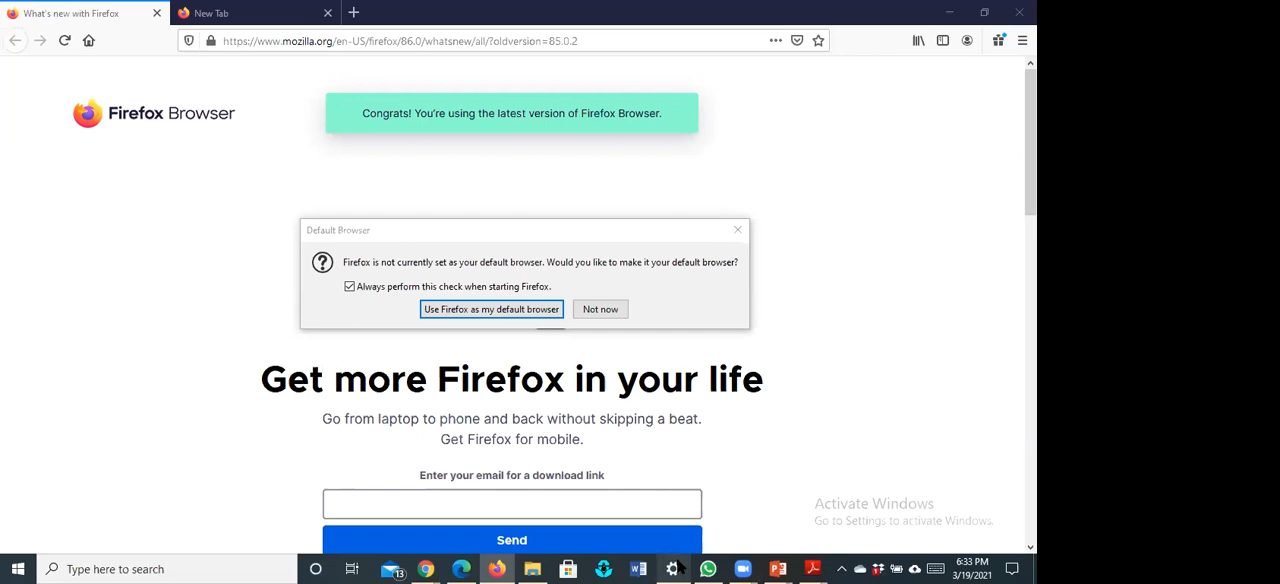 What's new with Firefox
New Tab
https://www.mozilla.org/en-US/firefox/86.0/whatsnew/all/?oldversion=85.0.2
Firefox Browser
Congrats! You're using the latest version of Firefox Browser.
Default Browser
Firefox is not currently set as your default browser. Would you like to make it your default browser?
Always perform this check when starting Firefox.
Use Firefox as my default browser
Not now
Get more Firefox in your life
Go from laptop to phone and back without skipping a beat.
Get Firefox for mobile.
Enter your email for a download link
Send
Activate Windows
Go to Settings to activate Windows.
Type here to search
13
6:33 PM
3/19/2021